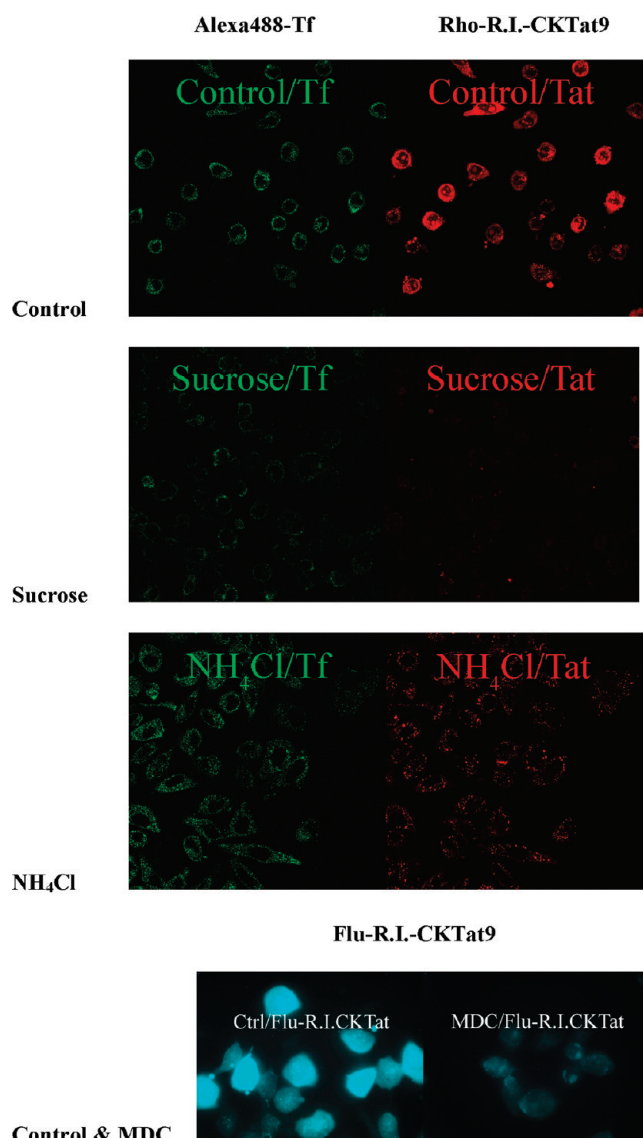 Alexa488-Tf Rho-R.I.-CKTat9
Control/Tf Control/Tat
Control
Sucrose/Tf Sucrose/Tat
Sucrose
NH₄Cl/Tf NH₄Cl/Tat
NH₄Cl
Flu-R.I.-CKTat9
Ctrl/Flu-R.I.CKTat MDC/Flu-R.I.CKTat
Control & MDC